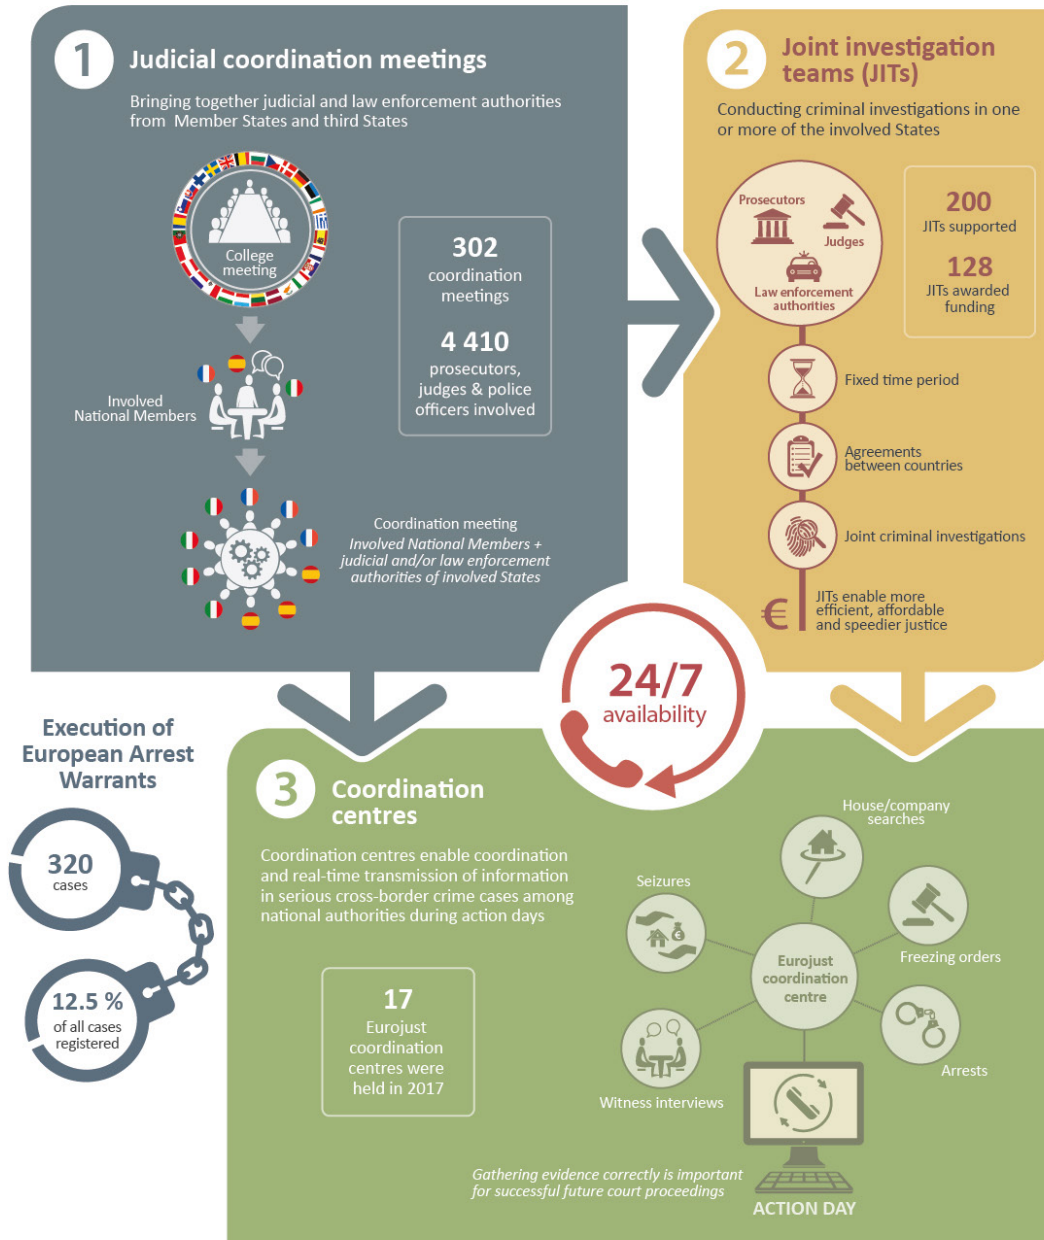 1
Judicial coordination meetings
Bringing together judicial and law enforcement authorities
from Member States and third States
College
meeting
Involved
National Members
302
coordination
meetings
4 410
prosecutors,
judges & police
officers involved
Coordination meeting
Involved National Members +
judicial and/or law enforcement
authorities of involved States
2
Joint investigation
teams (JITs)
Conducting criminal investigations in one
or more of the involved States
Prosecutors
Judges
Law enforcement
authorities
200
JITs supported
128
JITs awarded
funding
Fixed time period
Agreements
between countries
Joint criminal investigations
€
JITs enable more
efficient, affordable
and speedier justice
24/7
availability
Execution of
European Arrest
Warrants
320
cases
12.5 %
of all cases
registered
3
Coordination
centres
Coordination centres enable coordination
and real-time transmission of information
in serious cross-border crime cases among
national authorities during action days
17
Eurojust
coordination
centres were
held in 2017
House/company
searches
Seizures
€
Freezing orders
Eurojust
coordination
centre
Arrests
Witness interviews
Gathering evidence correctly is important
for successful future court proceedings
ACTION DAY